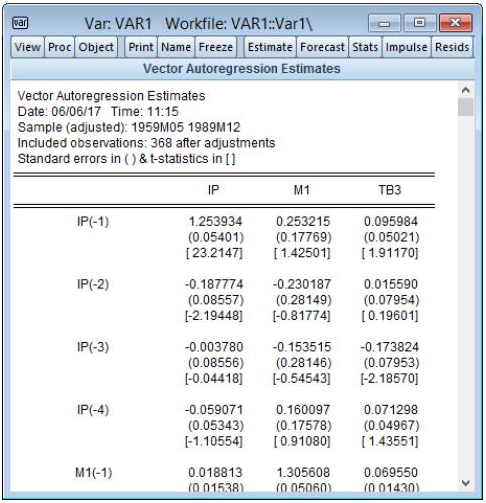 var Var: VAR1 Workfile: VAR1::Var1\
View Proc Object Print Name Freeze Estimate Forecast Stats Impulse Resids
Vector Autoregression Estimates
Vector Autoregression Estimates
Date: 06/06/17 Time: 11:15
Sample (adjusted): 1959M05 1989M12
Included observations: 368 after adjustments
Standard errors in ( ) & t-statistics in [ ]
IP M1 TB3
IP(-1) 1.253934 0.253215 0.095984
(0.05401) (0.17769) (0.05021)
[ 23.2147] [ 1.42501] [ 1.91170]
IP(-2) -0.187774 -0.230187 0.015590
(0.08557) (0.28149) (0.07954)
[-2.19448] [-0.81774] [ 0.19601]
IP(-3) -0.003780 -0.153515 -0.173824
(0.08556) (0.28146) (0.07953)
[-0.04418] [-0.54543] [-2.18570]
IP(-4) -0.059071 0.160097 0.071298
(0.05343) (0.17578) (0.04967)
[-1.10554] [ 0.91080] [ 1.43551]
M1(-1) 0.018813 1.305608 0.069550
(0.01538) (0.05060) (0.01430)